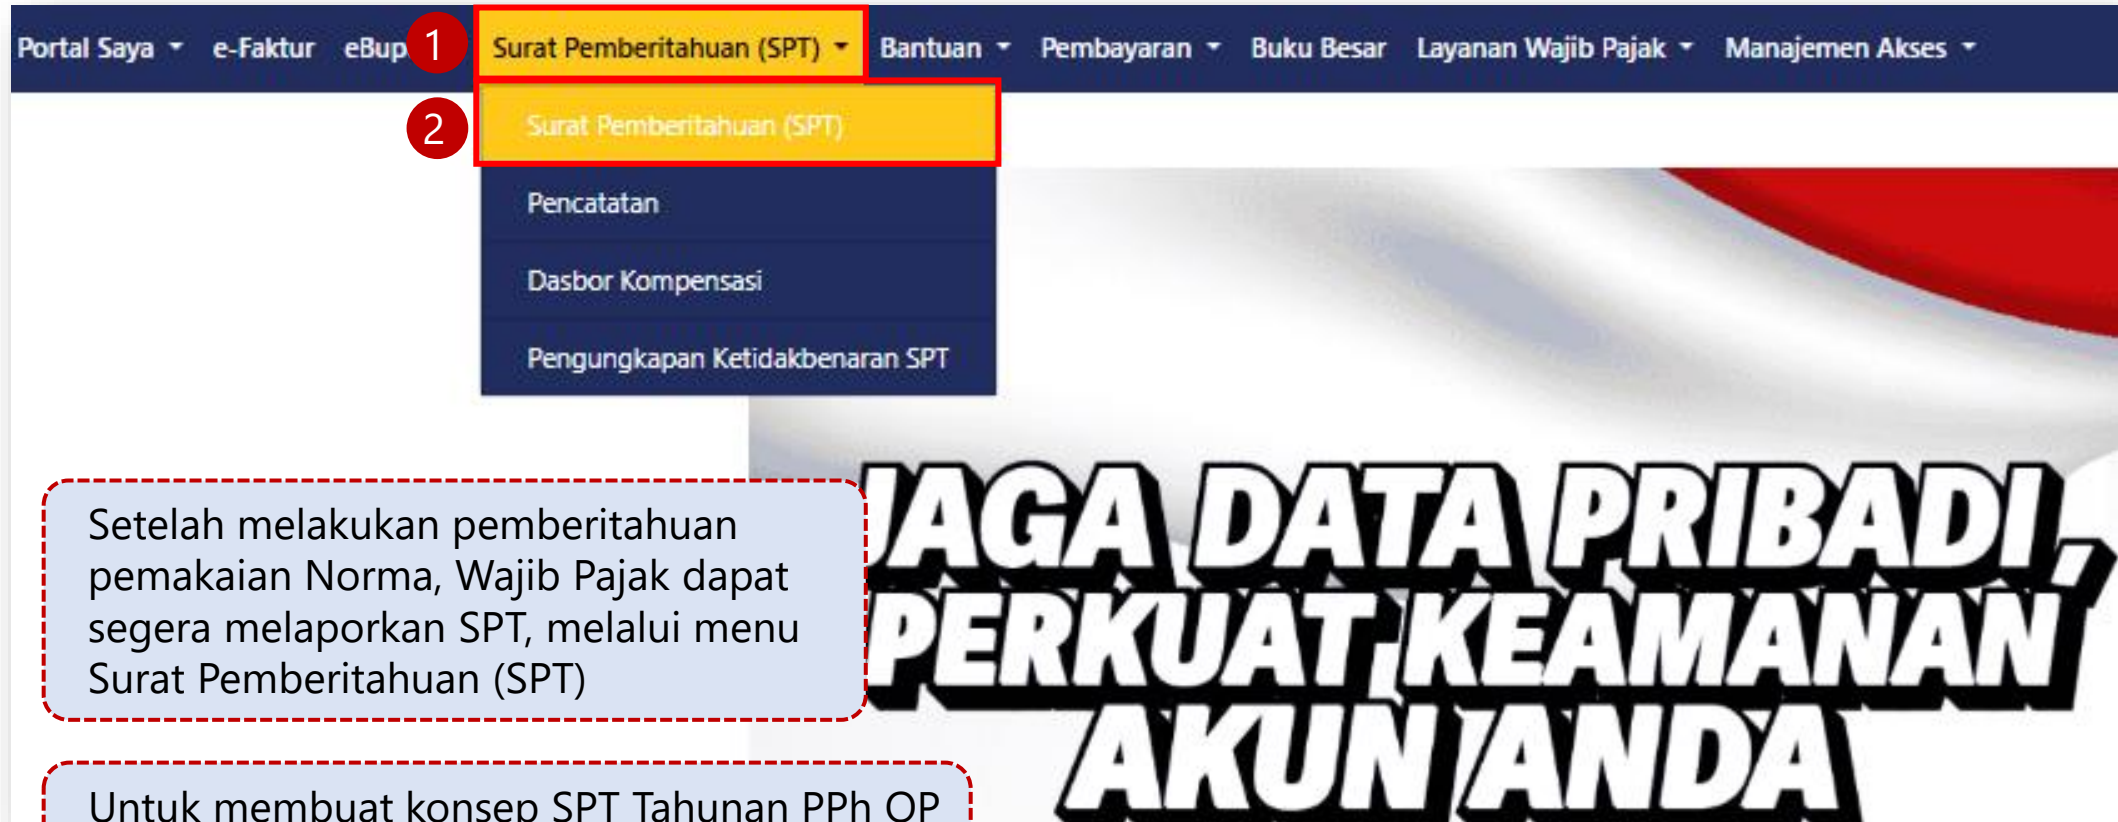 Portal Saya e-Faktur eBup 1 Surat Pemberitahuan (SPT) Bantuan Pembayaran Buku Besar Layanan Wajib Pajak Manajemen Akses
2 Surat Pemberitahuan (SPT)
Pencatatan
Dasbor Kompensasi
Pengungkapan Ketidakbenaran SPT
JAGA DATA PRIBADI,
PERKUAT KEAMANAN
AKUN ANDA
Setelah melakukan pemberitahuan
pemakaian Norma, Wajib Pajak dapat
segera melaporkan SPT, melalui menu
Surat Pemberitahuan (SPT)
Untuk membuat konsep SPT Tahunan PPh OP